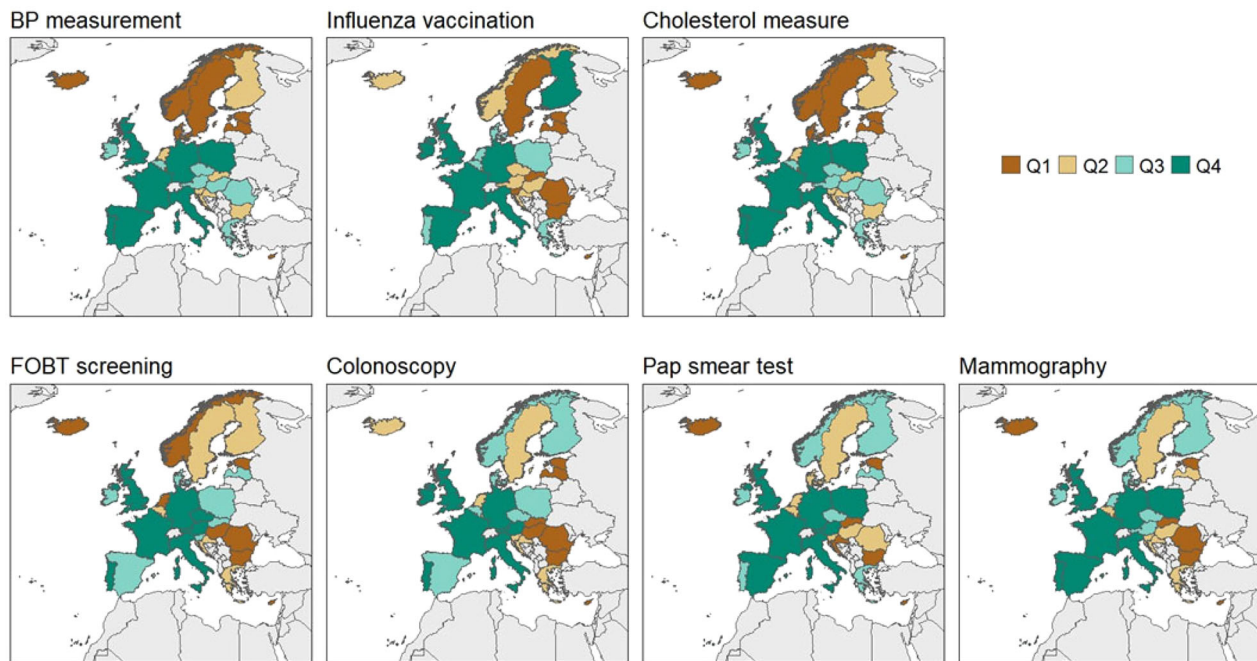 BP measurement
Influenza vaccination
Cholesterol measure
Q1 Q2 Q3 Q4
FOBT screening
Colonoscopy
Pap smear test
Mammography